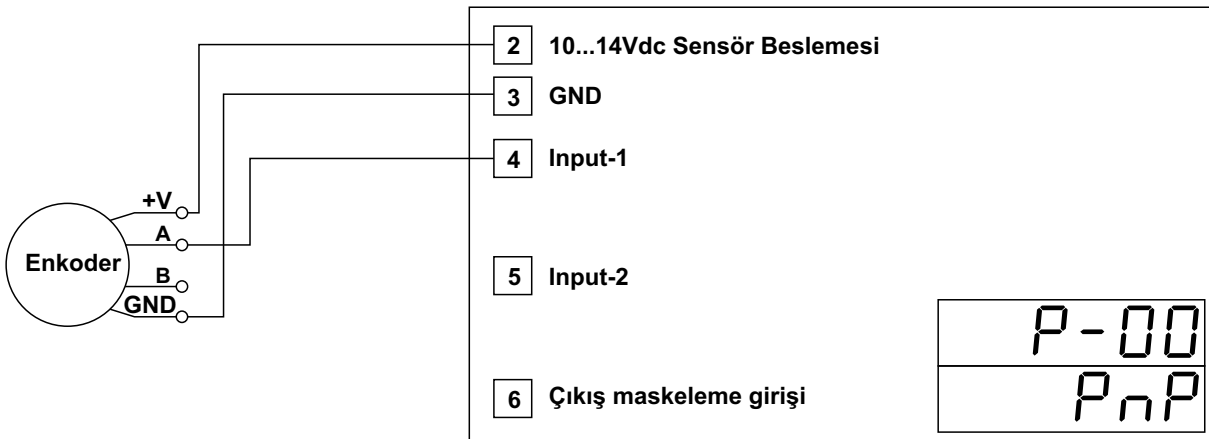 2 10...14Vdc Sensör Beslemesi
3 GND
4 Input-1
+V
A
Enkoder
B
GND
5 Input-2
P-00
PnP
6 Çıkış maskeleme girişi